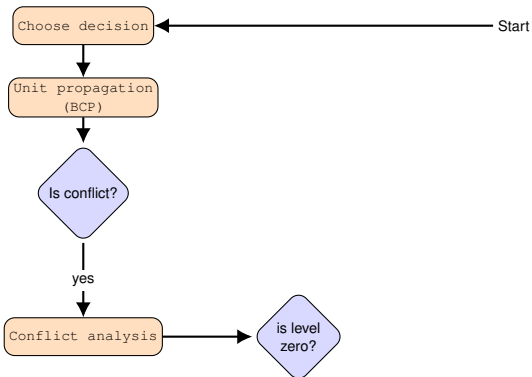 Choose decision
Start
Unit propagation
(BCP)
Is conflict?
yes
Conflict analysis
is level
zero?